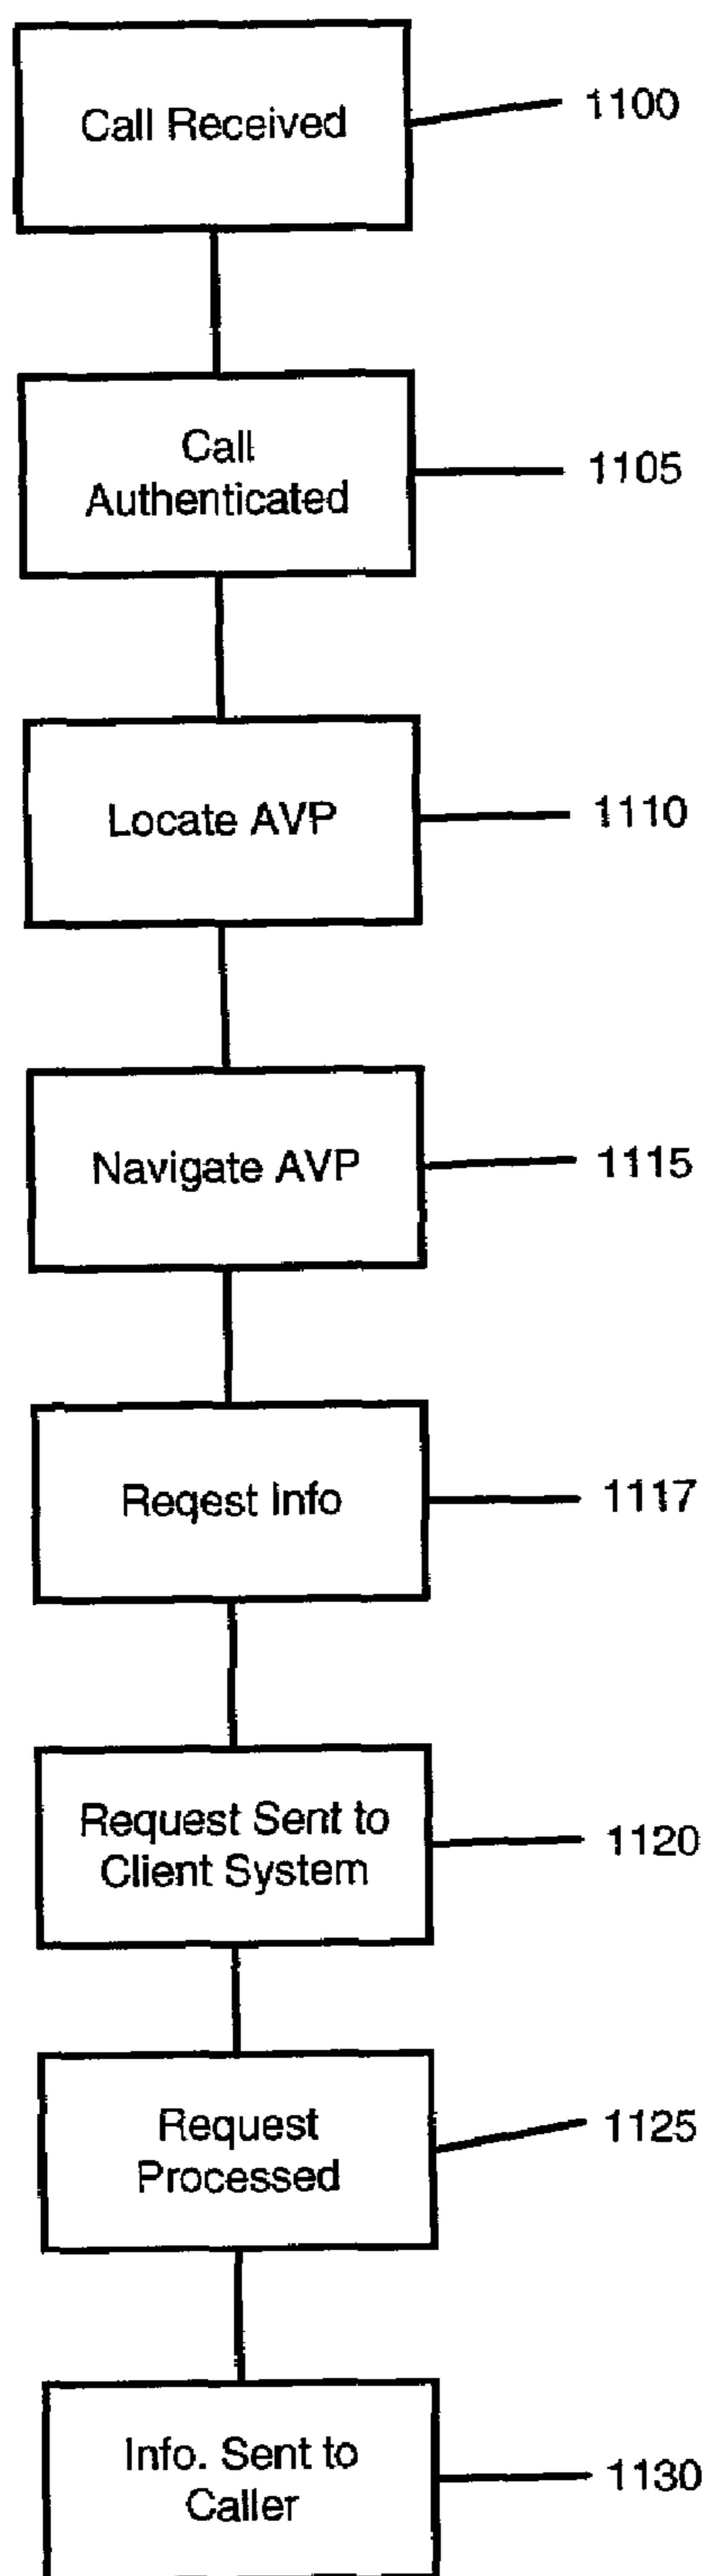 Call Received
1100
Call
Authenticated
1105
Locate AVP
1110
Navigate AVP
1115
Reqest Info
1117
Request Sent to
Client System
1120
Request
Processed
1125
Info. Sent to
Caller
1130